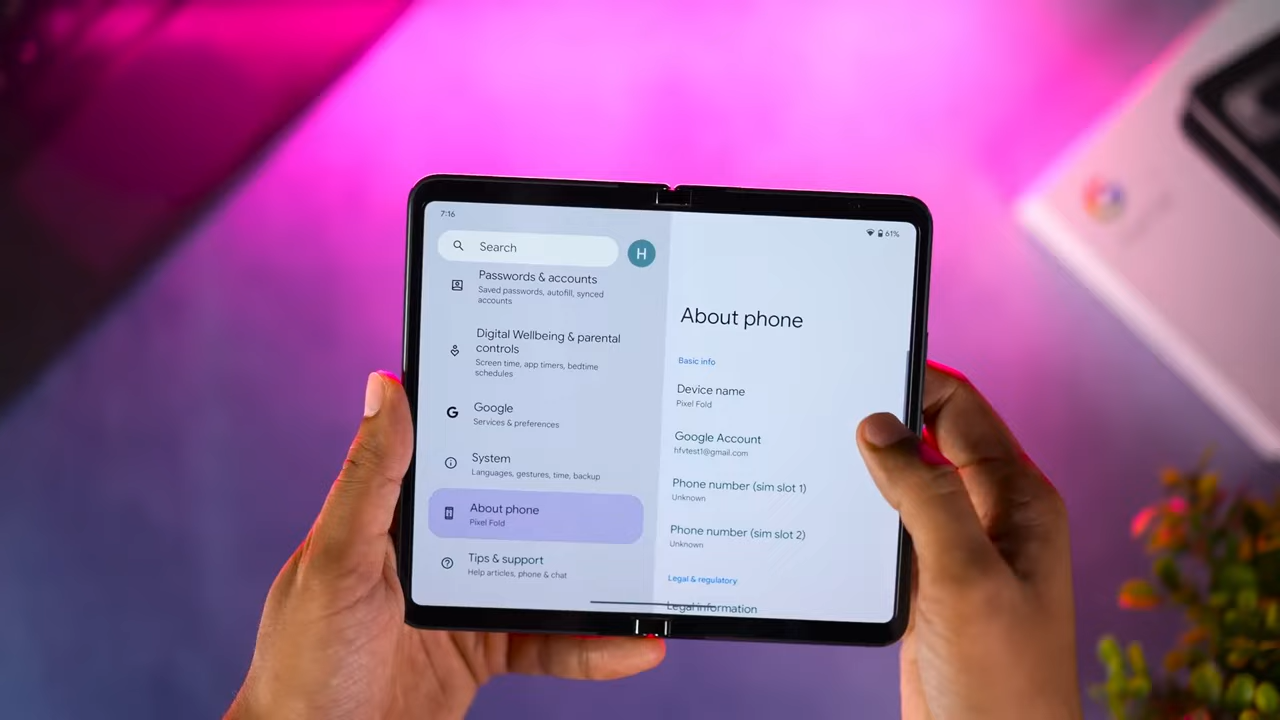 7:16
61%
Search
H
Passwords & accounts
Saved passwords, autofill, synced
accounts
Digital Wellbeing & parental
controls
Screen time, app timers, bedtime
schedules
Google
Services & preferences
System
Languages, gestures, time, backup
About phone
Pixel Fold
Tips & support
Help articles, phone & chat
About phone
Basic info
Device name
Pixel Fold
Google Account
hfvtest1@gmail.com
Phone number (sim slot 1)
Unknown
Phone number (sim slot 2)
Unknown
Legal & regulatory
Legal information